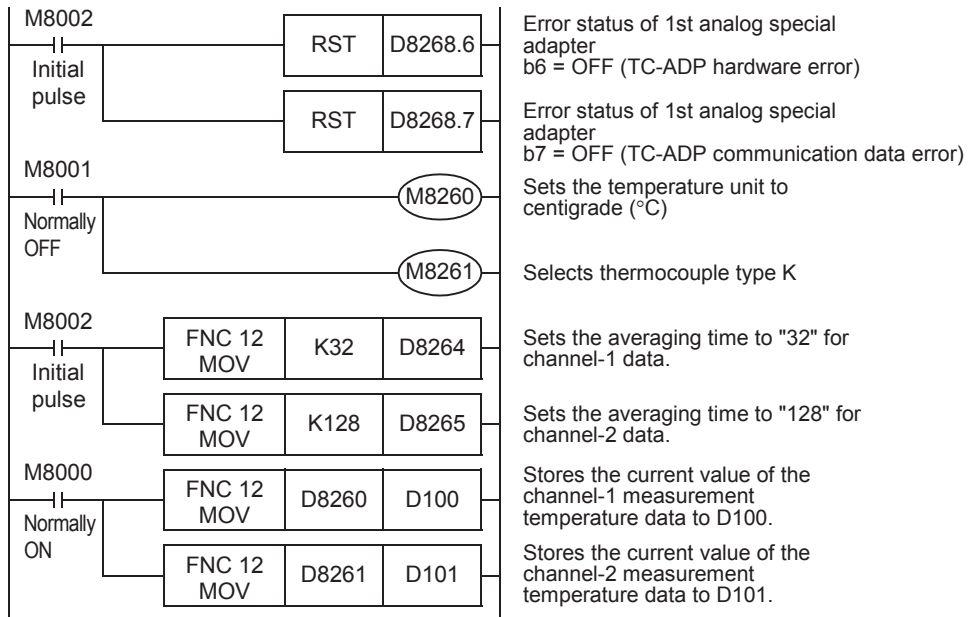 M8002
Initial
pulse
RST D8268.6
Error status of 1st analog special
adapter
b6 = OFF (TC-ADP hardware error)
RST D8268.7
Error status of 1st analog special
adapter
b7 = OFF (TC-ADP communication data error)
M8001
Normally
OFF
M8260
Sets the temperature unit to
centigrade (°C)
M8261
Selects thermocouple type K
M8002
Initial
pulse
FNC 12
MOV
K32
D8264
Sets the averaging time to "32" for
channel-1 data.
FNC 12
MOV
K128
D8265
Sets the averaging time to "128" for
channel-2 data.
M8000
Normally
ON
FNC 12
MOV
D8260
D100
Stores the current value of the
channel-1 measurement
temperature data to D100.
FNC 12
MOV
D8261
D101
Stores the current value of the
channel-2 measurement
temperature data to D101.